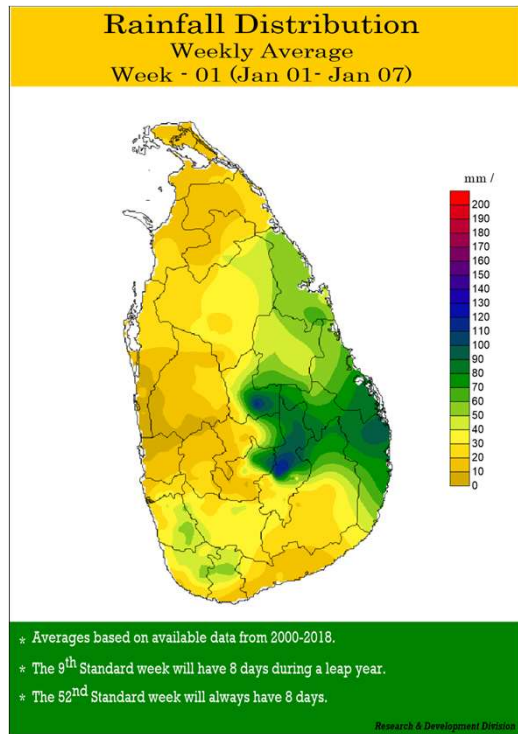 Rainfall Distribution
Weekly Average
Week - 01 (Jan 01- Jan 07)
mm /
200
190
180
170
160
150
140
130
120
110
100
90
80
70
60
50
40
30
20
10
0
* Averages based on available data from 2000-2018.
* The 9th Standard week will have 8 days during a leap year.
* The 52nd Standard week will always have 8 days.
Research & Development Division